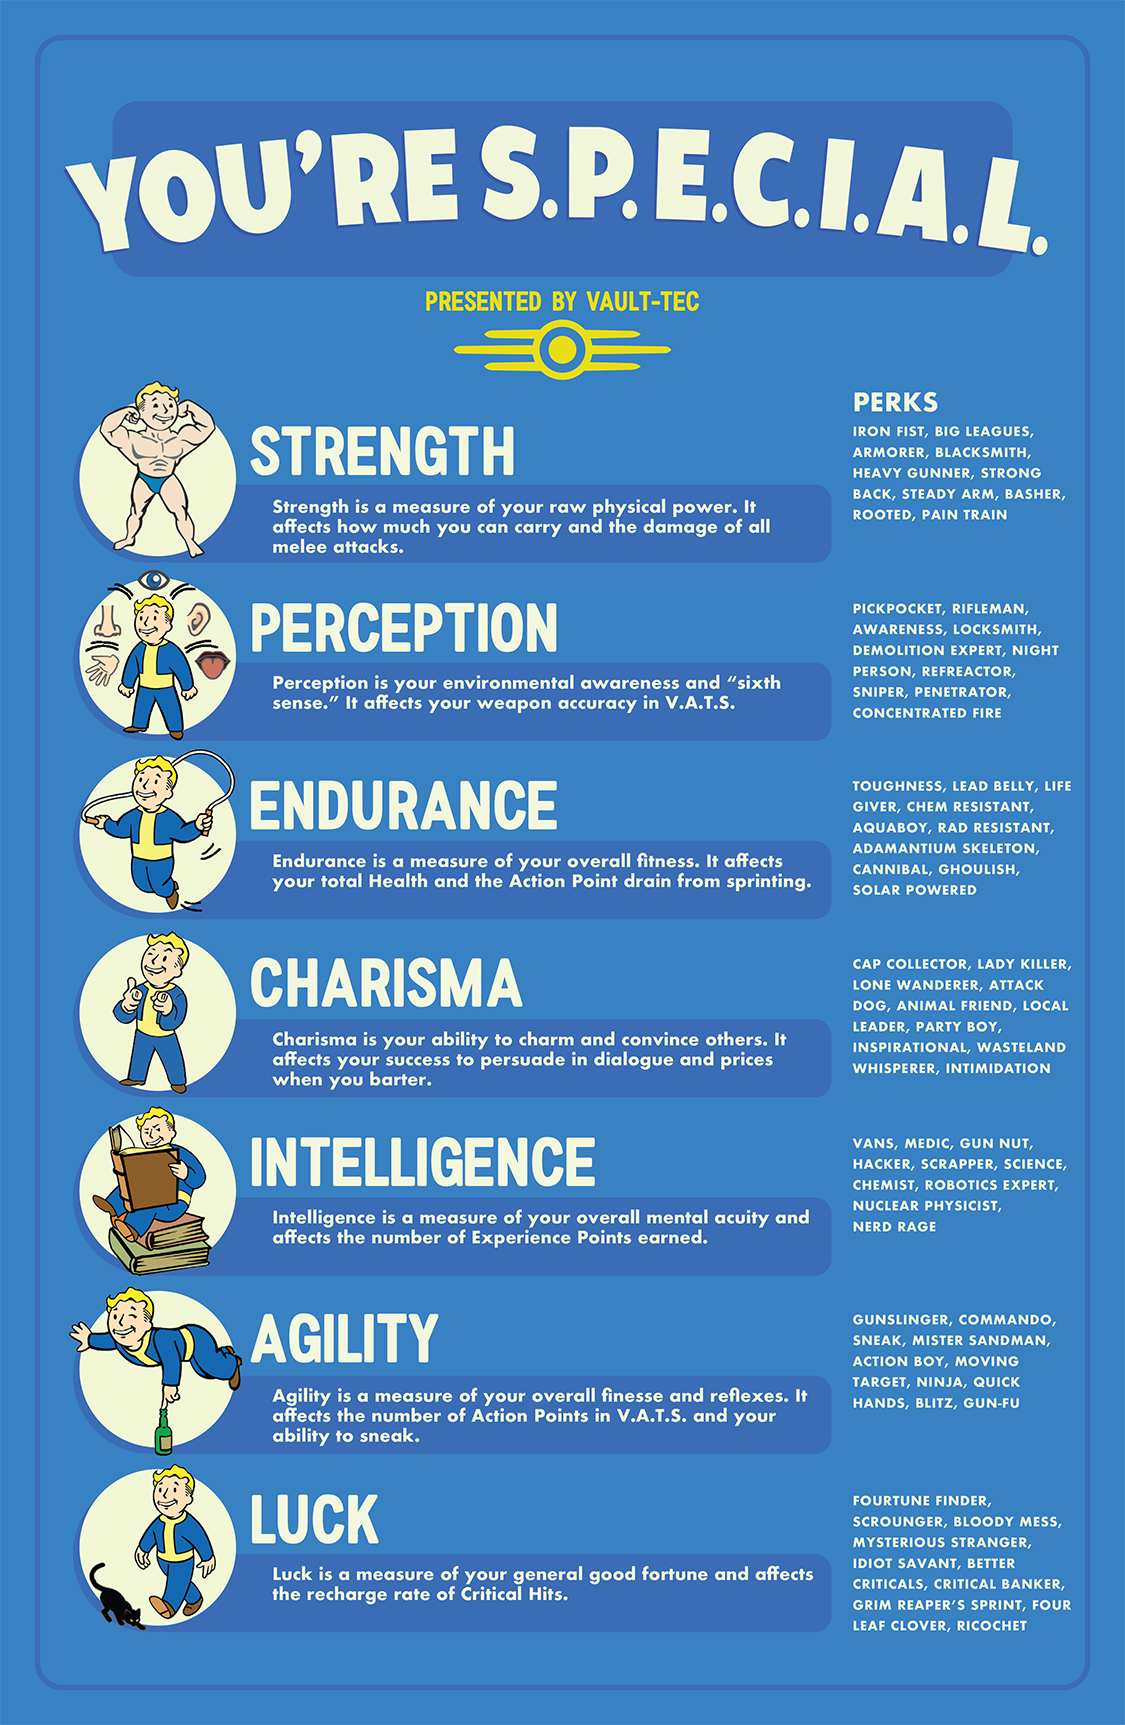 YOU'RE S.P.E.C.I.A.L.
PRESENTED BY VAULT-TEC
STRENGTH
Strength is a measure of your raw physical power. It
affects how much you can carry and the damage of all
melee attacks.
PERKS
IRON FIST, BIG LEAGUES,
ARMORER, BLACKSMITH,
HEAVY GUNNER, STRONG
BACK, STEADY ARM, BASHER,
ROOTED, PAIN TRAIN
PERCEPTION
Perception is your environmental awareness and “sixth
sense.” It affects your weapon accuracy in V.A.T.S.
PICKPOCKET, RIFLEMAN,
AWARENESS, LOCKSMITH,
DEMOLITION EXPERT, NIGHT
PERSON, REFREACTOR,
SNIPER, PENETRATOR,
CONCENTRATED FIRE
ENDURANCE
Endurance is a measure of your overall fitness. It affects
your total Health and the Action Point drain from sprinting.
TOUGHNESS, LEAD BELLY, LIFE
GIVER, CHEM RESISTANT,
AQUABOY, RAD RESISTANT,
ADAMANTIUM SKELETON,
CANNIBAL, GHOULISH,
SOLAR POWERED
CHARISMA
Charisma is your ability to charm and convince others. It
affects your success to persuade in dialogue and prices
when you barter.
CAP COLLECTOR, LADY KILLER,
LONE WANDERER, ATTACK
DOG, ANIMAL FRIEND, LOCAL
LEADER, PARTY BOY,
INSPIRATIONAL, WASTELAND
WHISPERER, INTIMIDATION
INTELLIGENCE
Intelligence is a measure of your overall mental acuity and
affects the number of Experience Points earned.
VANS, MEDIC, GUN NUT,
HACKER, SCRAPPER, SCIENCE,
CHEMIST, ROBOTICS EXPERT,
NUCLEAR PHYSICIST,
NERD RAGE
AGILITY
Agility is a measure of your overall finesse and reflexes. It
affects the number of Action Points in V.A.T.S. and your
ability to sneak.
GUNSLINGER, COMMANDO,
SNEAK, MISTER SANDMAN,
ACTION BOY, MOVING
TARGET, NINJA, QUICK
HANDS, BLITZ, GUN-FU
LUCK
Luck is a measure of your general good fortune and affects
the recharge rate of Critical Hits.
FOURTUNE FINDER,
SCROUNGER, BLOODY MESS,
MYSTERIOUS STRANGER,
IDIOT SAVANT, BETTER
CRITICALS, CRITICAL BANKER,
GRIM REAPER'S SPRINT, FOUR
LEAF CLOVER, RICOCHET